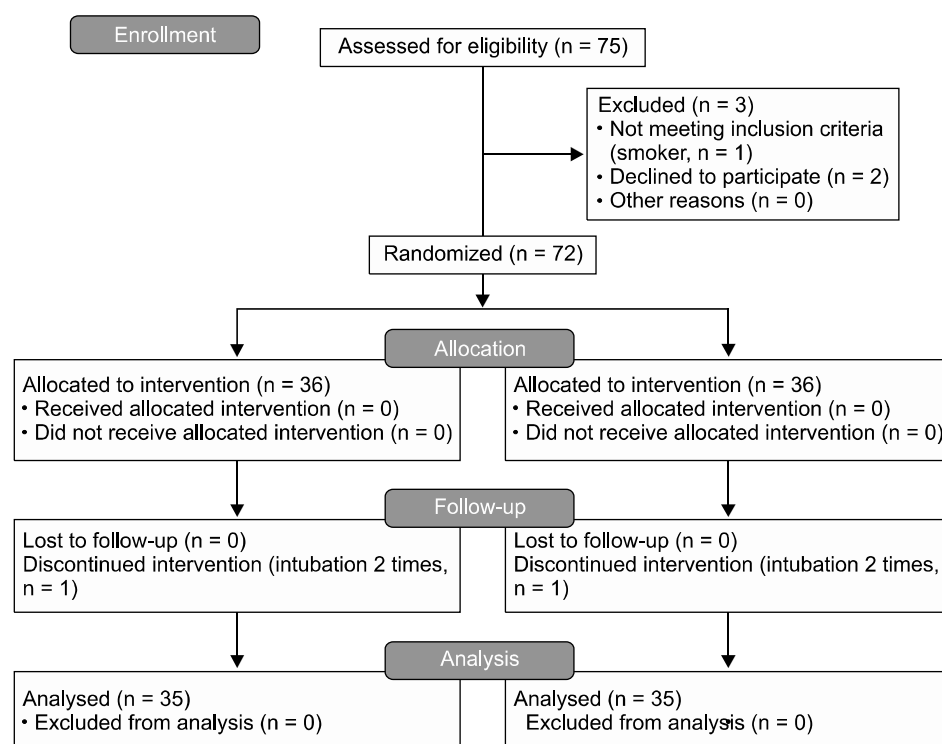 Enrollment
Assessed for eligibility (n = 75)
Excluded (n = 3)
• Not meeting inclusion criteria
(smoker, n = 1)
• Declined to participate (n = 2)
• Other reasons (n = 0)
Randomized (n = 72)
Allocation
Allocated to intervention (n = 36)
• Received allocated intervention (n = 0)
• Did not receive allocated intervention (n = 0)
Allocated to intervention (n = 36)
• Received allocated intervention (n = 0)
• Did not receive allocated intervention (n = 0)
Follow-up
Lost to follow-up (n = 0)
Discontinued intervention (intubation 2 times,
n = 1)
Lost to follow-up (n = 0)
Discontinued intervention (intubation 2 times,
n = 1)
Analysis
Analysed (n = 35)
• Excluded from analysis (n = 0)
Analysed (n = 35)
Excluded from analysis (n = 0)